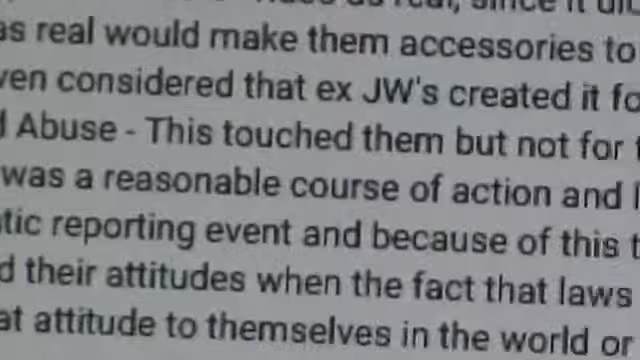 as real would make them accessories to
ven considered that ex JW's created it fo
d Abuse - This touched them but not for t
was a reasonable course of action and
tic reporting event and because of this t
d their attitudes when the fact that laws
at attitude to themselves in the world or